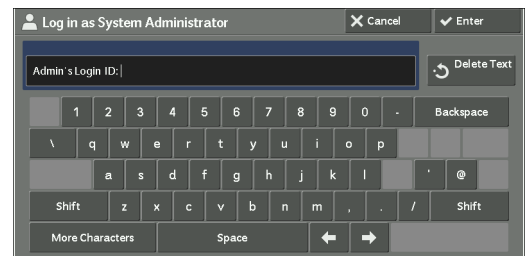 Log in as System Administrator Cancel Enter
Admin's Login ID: Delete Text
1 2 3 4 5 6 7 8 9 0 - Backspace
\ q w e r t y u i o p
a s d f g h j k l ' @
Shift z x c v b n m , . / Shift
More Characters Space